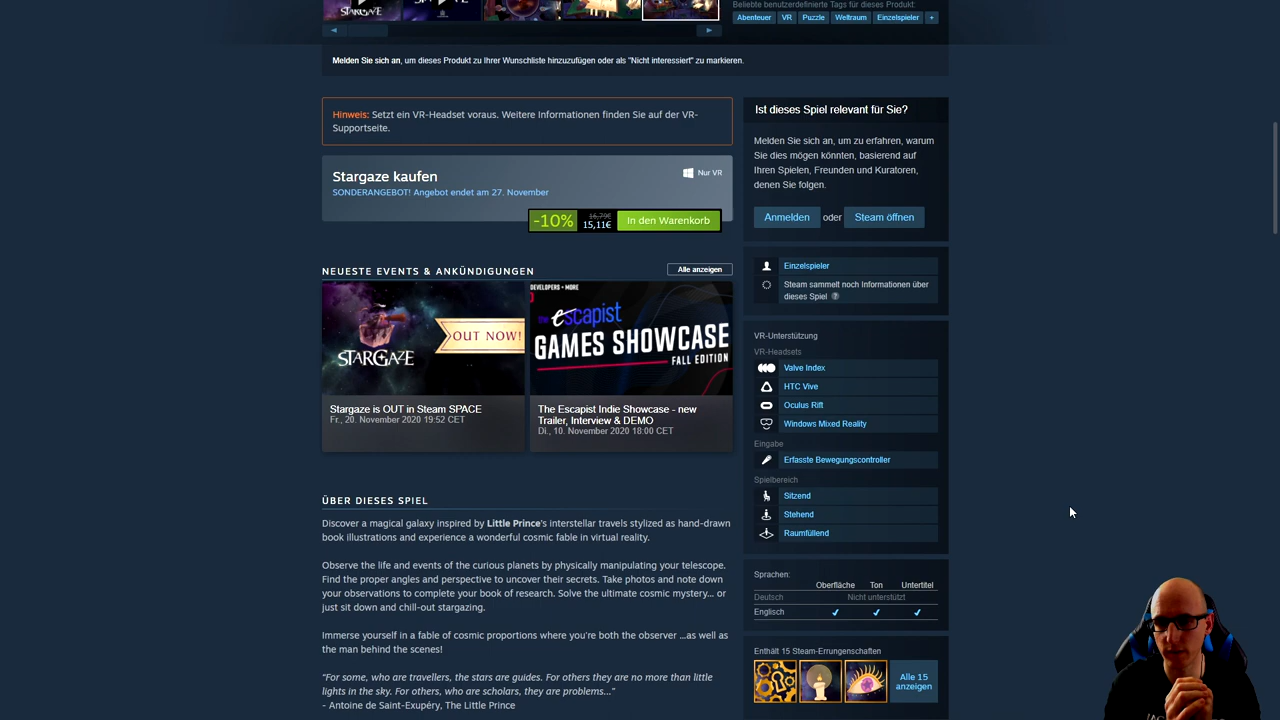 STARGAZE
Beliebte benutzerdefinierte Tags für dieses Produkt:
Abenteuer VR Puzzle Weltraum Einzelspieler +
Melden Sie sich an, um dieses Produkt zu Ihrer Wunschliste hinzuzufügen oder als "Nicht interessiert" zu markieren.
Hinweis: Setzt ein VR-Headset voraus. Weitere Informationen finden Sie auf der VR-
Supportseite.
Stargaze kaufen
Nur VR
SONDERANGEBOT! Angebot endet am 27. November
-10% 16,79€
15,11€
In den Warenkorb
NEUESTE EVENTS & ANKÜNDIGUNGEN
Alle anzeigen
STARGAZE
OUT NOW!
Stargaze is OUT in Steam SPACE
Fr., 20. November 2020 19:52 CET
DEVELOPERS + MORE
escapist
GAMES SHOWCASE
FALL EDITION
The Escapist Indie Showcase - new
Trailer, Interview & DEMO
Di., 10. November 2020 18:00 CET
ÜBER DIESES SPIEL
Discover a magical galaxy inspired by Little Prince's interstellar travels stylized as hand-drawn
book illustrations and experience a wonderful cosmic fable in virtual reality.
Observe the life and events of the curious planets by physically manipulating your telescope.
Find the proper angles and perspective to uncover their secrets. Take photos and note down
your observations to complete your book of research. Solve the ultimate cosmic mystery... or
just sit down and chill-out stargazing.
Immerse yourself in a fable of cosmic proportions where you're both the observer ...as well as
the man behind the scenes!
"For some, who are travellers, the stars are guides. For others they are no more than little
lights in the sky. For others, who are scholars, they are problems..."
- Antoine de Saint-Exupéry, The Little Prince
Ist dieses Spiel relevant für Sie?
Melden Sie sich an, um zu erfahren, warum
Sie dies mögen könnten, basierend auf
Ihren Spielen, Freunden und Kuratoren,
denen Sie folgen.
Anmelden oder Steam öffnen
Einzelspieler
Steam sammelt noch Informationen über
dieses Spiel ?
VR-Unterstützung
VR-Headsets
Valve Index
HTC Vive
Oculus Rift
Windows Mixed Reality
Eingabe
Erfasste Bewegungscontroller
Spielbereich
Sitzend
Stehend
Raumfüllend
Sprachen:
Oberfläche Ton Untertitel
Deutsch Nicht unterstützt
Englisch ✔ ✔ ✔
Enthält 15 Steam-Errungenschaften
Alle 15
anzeigen